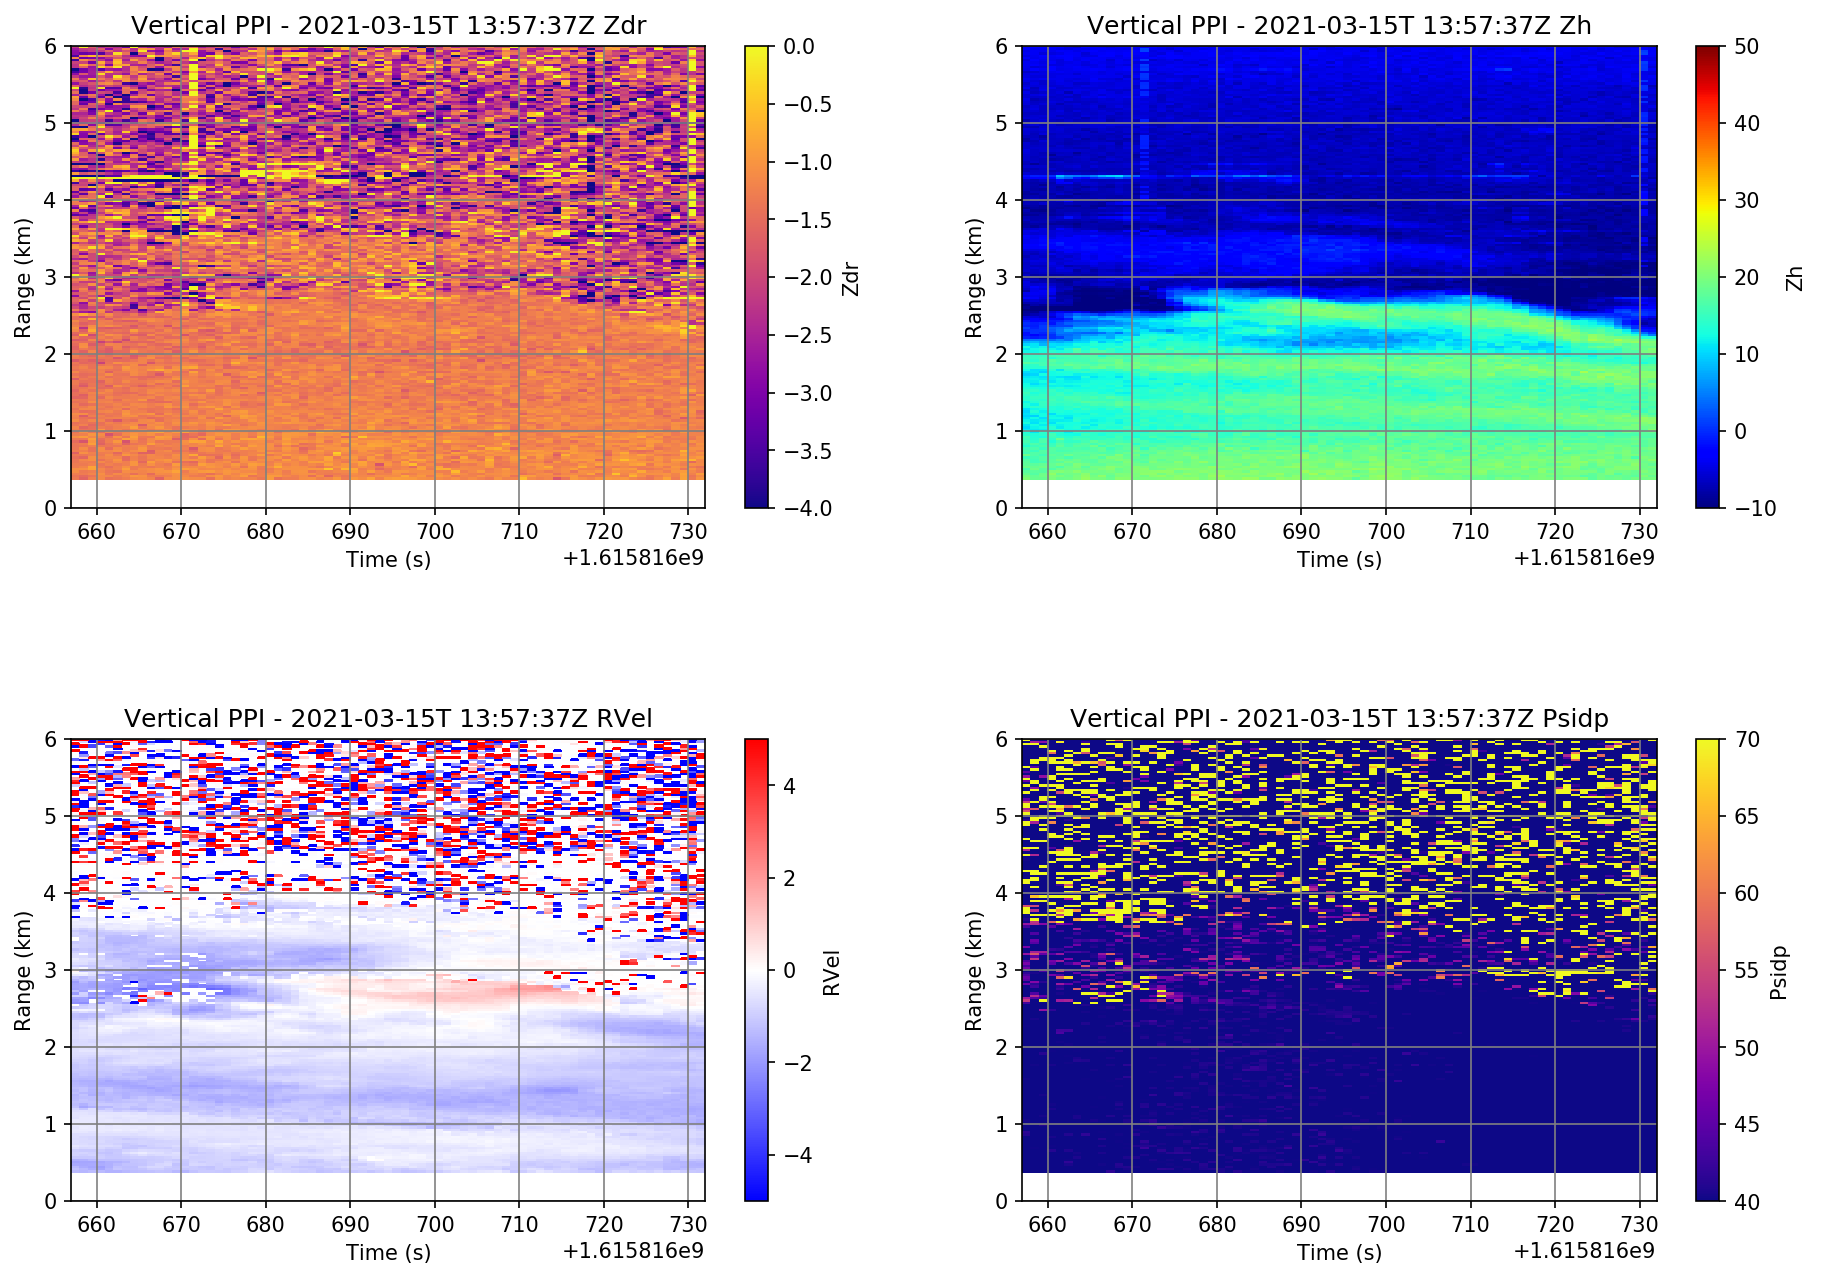 Vertical PPI - 2021-03-15T 13:57:37Z Zdr
6
5
4
3
2
1
0
Range (km)
660 670 680 690 700 710 720 730
Time (s)
+1.615816e9
0.0
−0.5
−1.0
−1.5
−2.0
−2.5
−3.0
−3.5
−4.0
Zdr
Vertical PPI - 2021-03-15T 13:57:37Z Zh
6
5
4
3
2
1
0
Range (km)
660 670 680 690 700 710 720 730
Time (s)
+1.615816e9
50
40
30
20
10
0
−10
Zh
Vertical PPI - 2021-03-15T 13:57:37Z RVel
6
5
4
3
2
1
0
Range (km)
660 670 680 690 700 710 720 730
Time (s)
+1.615816e9
4
2
0
−2
−4
RVel
Vertical PPI - 2021-03-15T 13:57:37Z Psidp
6
5
4
3
2
1
0
Range (km)
660 670 680 690 700 710 720 730
Time (s)
+1.615816e9
70
65
60
55
50
45
40
Psidp